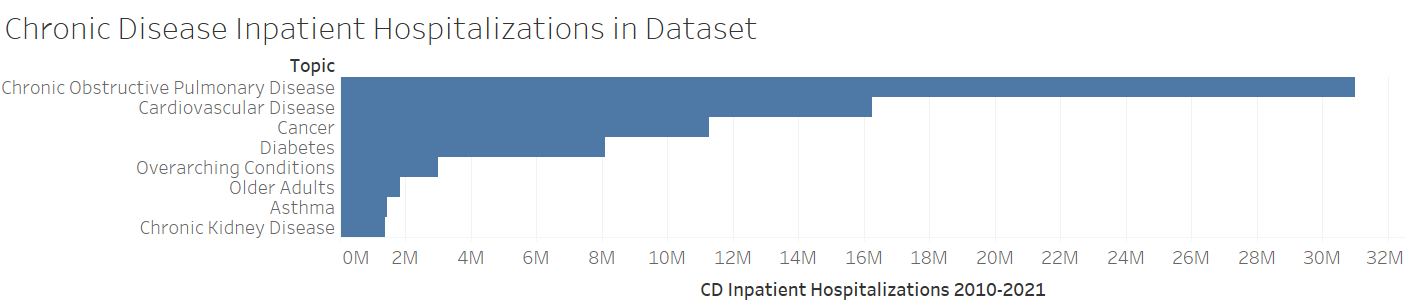 Chronic Disease Inpatient Hospitalizations in Dataset
Topic
Chronic Obstructive Pulmonary Disease
Cardiovascular Disease
Cancer
Diabetes
Overarching Conditions
Older Adults
Asthma
Chronic Kidney Disease
0M 2M 4M 6M 8M 10M 12M 14M 16M 18M 20M 22M 24M 26M 28M 30M 32M
CD Inpatient Hospitalizations 2010-2021